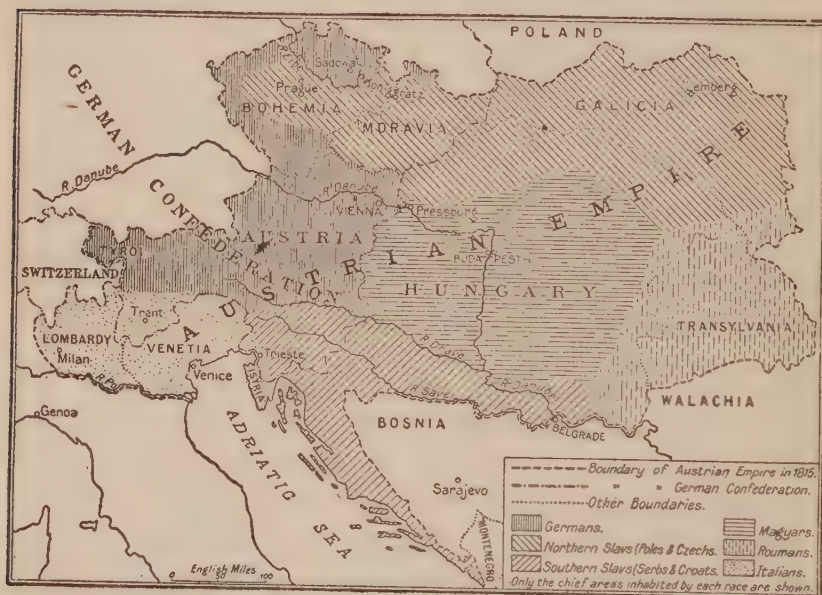 POLAND
GERMAN
CONFEDERATION
AUSTRIAN EMPIRE
R. Elbe
Sadowa
Königgratz
Prague
BOHEMIA
MORAVIA
GALICIA
Lemberg
R. Danube
R. Danube
VIENNA
Pressburg
AUSTRIA
BUDA PESTH
HUNGARY
TYROL
SWITZERLAND
Trent
LOMBARDY
Milan
VENETIA
R. Po
Venice
Trieste
ISTRIA
R. Drave
R. Save
R. Danube
TRANSYLVANIA
WALACHIA
Genoa
BOSNIA
BELGRADE
ADRIATIC SEA
Sarajevo
MONTENEGRO
English Miles
0 50 100
Boundary of Austrian Empire in 1815.
" " German Confederation.
Other Boundaries.
Germans.
Magyars.
Northern Slavs (Poles & Czechs.
Roumans.
Southern Slavs (Serbs & Croats.
Italians.
Only the chief areas inhabited by each race are shown.